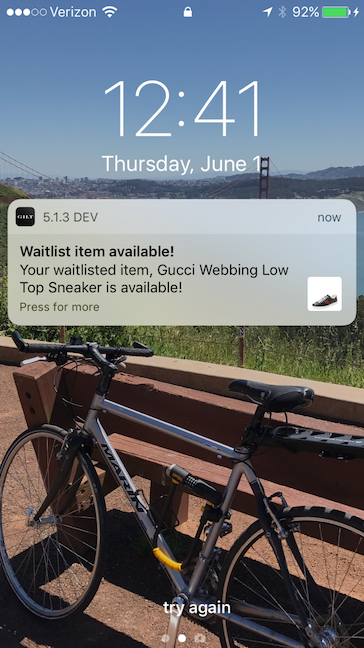 Verizon
92%
12:41
Thursday, June 1
GILT
5.1.3 DEV
now
Waitlist item available!
Your waitlisted item, Gucci Webbing Low
Top Sneaker is available!
Press for more
MARIN
try again